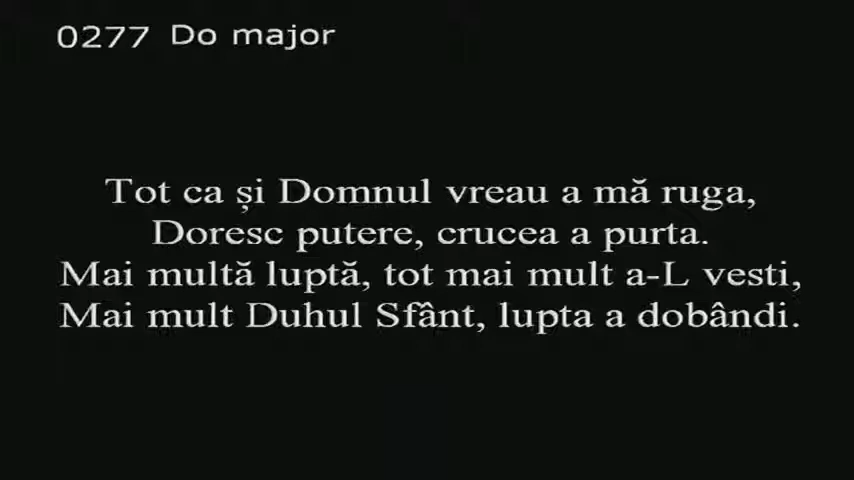 0277 Do major
Tot ca și Domnul vreau a mă ruga,
Doresc putere, crucea a purta.
Mai multă luptă, tot mai mult a-L vesti,
Mai mult Duhul Sfânt, lupta a dobândi.